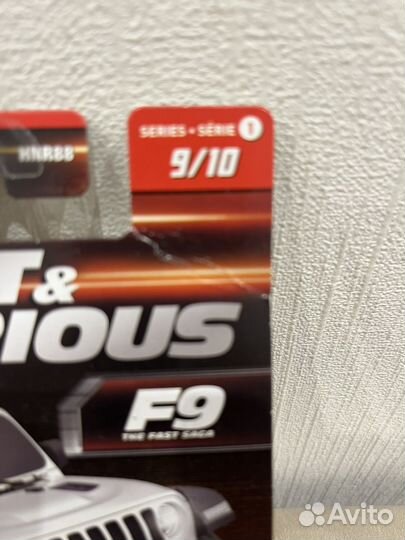 SERIES • SÉRIE 1
HNR88
9/10
T &
RIOUS
F9
THE FAST SAGA
Avito